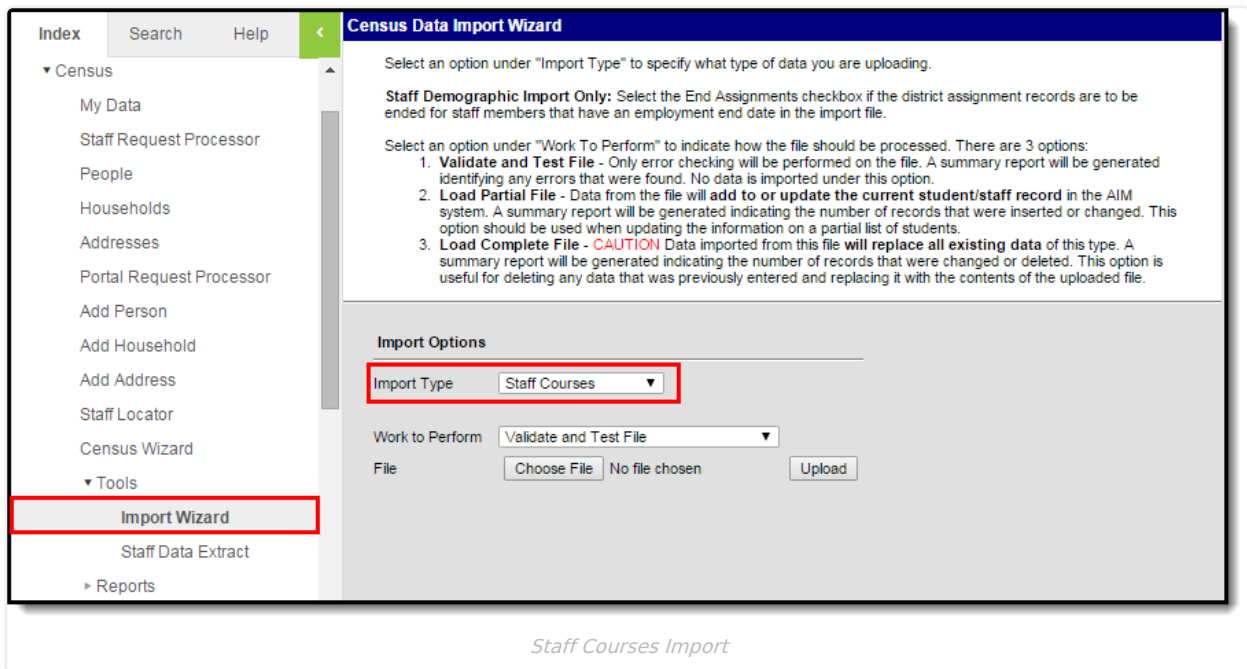 Index Search Help
Census
My Data
Staff Request Processor
People
Households
Addresses
Portal Request Processor
Add Person
Add Household
Add Address
Staff Locator
Census Wizard
Tools
Import Wizard
Staff Data Extract
Reports
Census Data Import Wizard
Select an option under "Import Type" to specify what type of data you are uploading.
Staff Demographic Import Only: Select the End Assignments checkbox if the district assignment records are to be
ended for staff members that have an employment end date in the import file.
Select an option under "Work To Perform" to indicate how the file should be processed. There are 3 options:
1. Validate and Test File - Only error checking will be performed on the file. A summary report will be generated
identifying any errors that were found. No data is imported under this option.
2. Load Partial File - Data from the file will add to or update the current student/staff record in the AIM
system. A summary report will be generated indicating the number of records that were inserted or changed. This
option should be used when updating the information on a partial list of students.
3. Load Complete File - CAUTION Data imported from this file will replace all existing data of this type. A
summary report will be generated indicating the number of records that were changed or deleted. This option is
useful for deleting any data that was previously entered and replacing it with the contents of the uploaded file.
Import Options
Import Type Staff Courses
Work to Perform Validate and Test File
File Choose File No file chosen Upload
Staff Courses Import